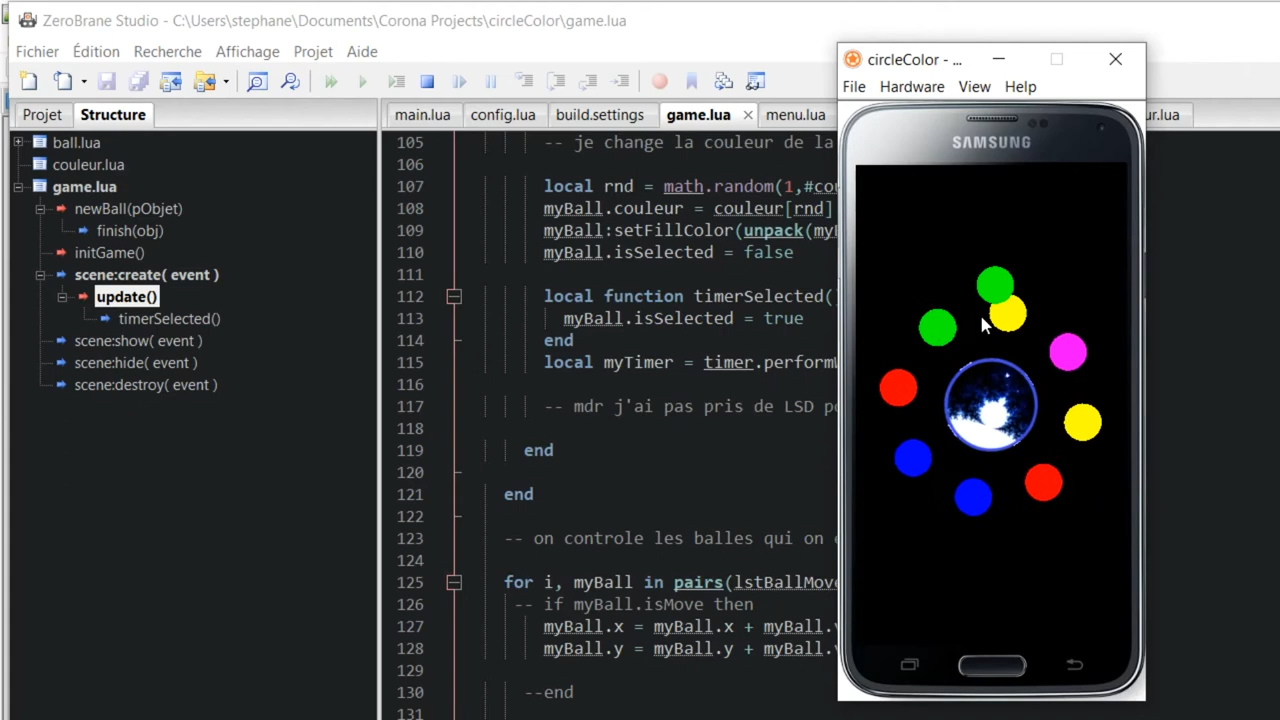 ZeroBrane Studio - C:\Users\stephane\Documents\Corona Projects\circleColor\game.lua
Fichier Édition Recherche Affichage Projet Aide
Projet Structure
ball.lua
couleur.lua
game.lua
newBall(pObjet)
finish(obj)
initGame()
scene:create( event )
update()
timerSelected()
scene:show( event )
scene:hide( event )
scene:destroy( event )
main.lua config.lua build.settings game.lua menu.lua ur.lua
105 -- je change la couleur de la
106
107 local rnd = math.random(1,#cou
108 myBall.couleur = couleur[rnd]
109 myBall:setFillColor(unpack(my
110 myBall.isSelected = false
111
112 local function timerSelected()
113 myBall.isSelected = true
114 end
115 local myTimer = timer.perform
116
117 -- mdr j'ai pas pris de LSD
118
119 end
120
121 end
122
123 -- on controle les balles qui on
124
125 for i, myBall in pairs(lstBallMove
126 -- if myBall.isMove then
127 myBall.x = myBall.x + myBall.
128 myBall.y = myBall.y + myBall.
129
130 --end
131
circleColor - ...
File Hardware View Help
SAMSUNG